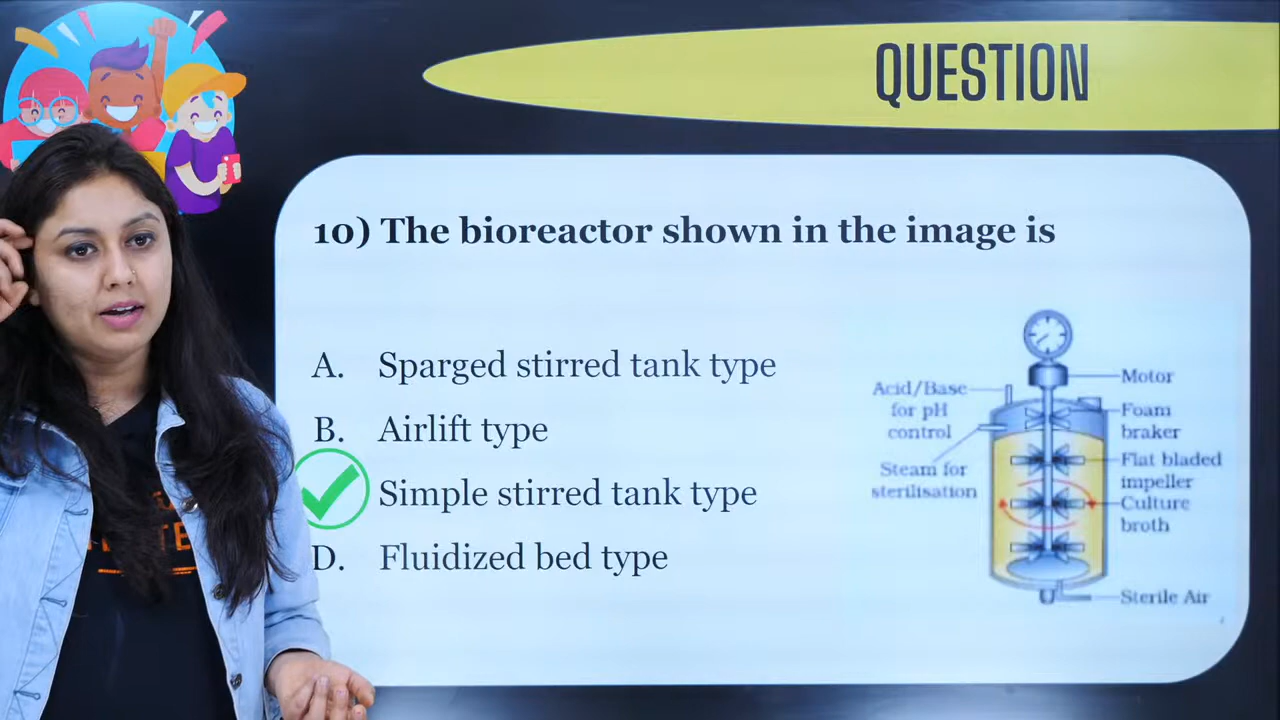 QUESTION
10) The bioreactor shown in the image is
A. Sparged stirred tank type
B. Airlift type
Simple stirred tank type
D. Fluidized bed type
Acid/Base
for pH
control
Steam for
sterilisation
Motor
Foam
braker
Flat bladed
impeller
Culture
broth
Sterile Air